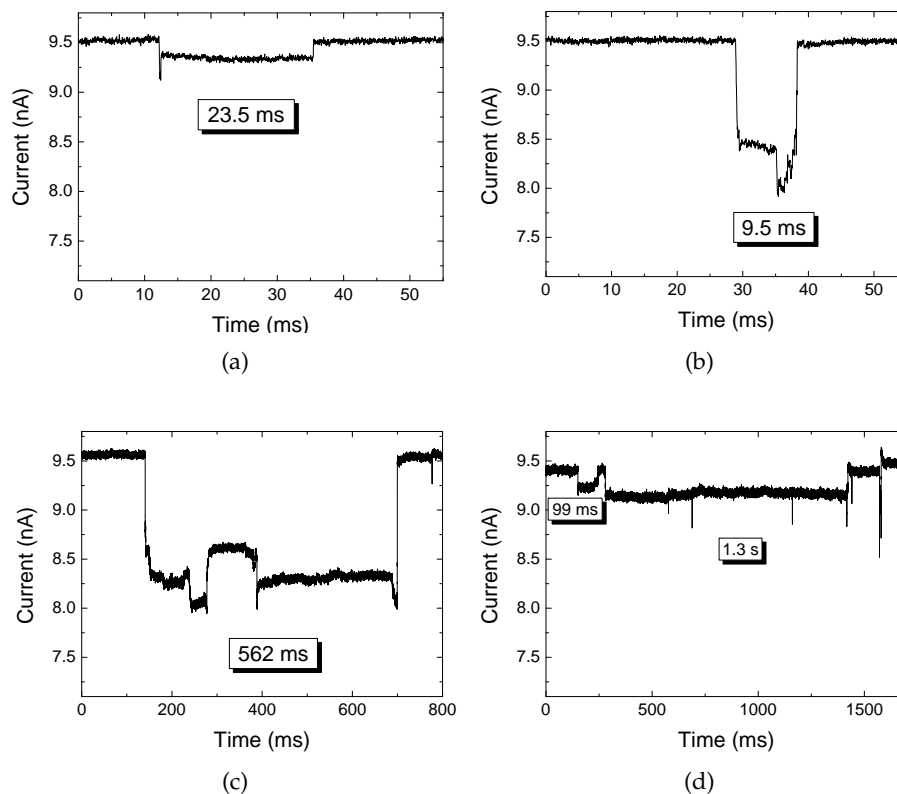 9.5
9.0
8.5
8.0
7.5
Current (nA)
23.5 ms
0 10 20 30 40 50
Time (ms)
(a)
9.5
9.0
8.5
8.0
7.5
Current (nA)
9.5 ms
0 10 20 30 40 50
Time (ms)
(b)
9.5
9.0
8.5
8.0
7.5
Current (nA)
562 ms
0 200 400 600 800
Time (ms)
(c)
9.5
9.0
8.5
8.0
7.5
Current (nA)
99 ms
1.3 s
0 500 1000 1500
Time (ms)
(d)